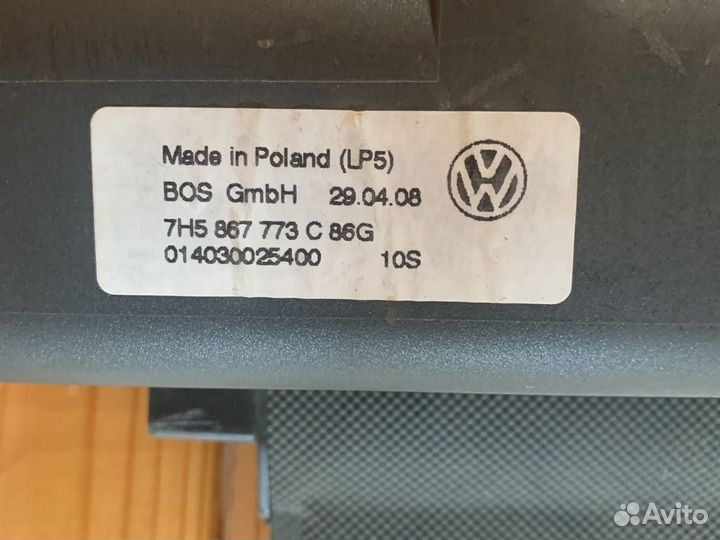 Made in Poland (LP5)
BOS GmbH 29.04.08
7H5 867 773 C 86G
014030025400 10S
Avito